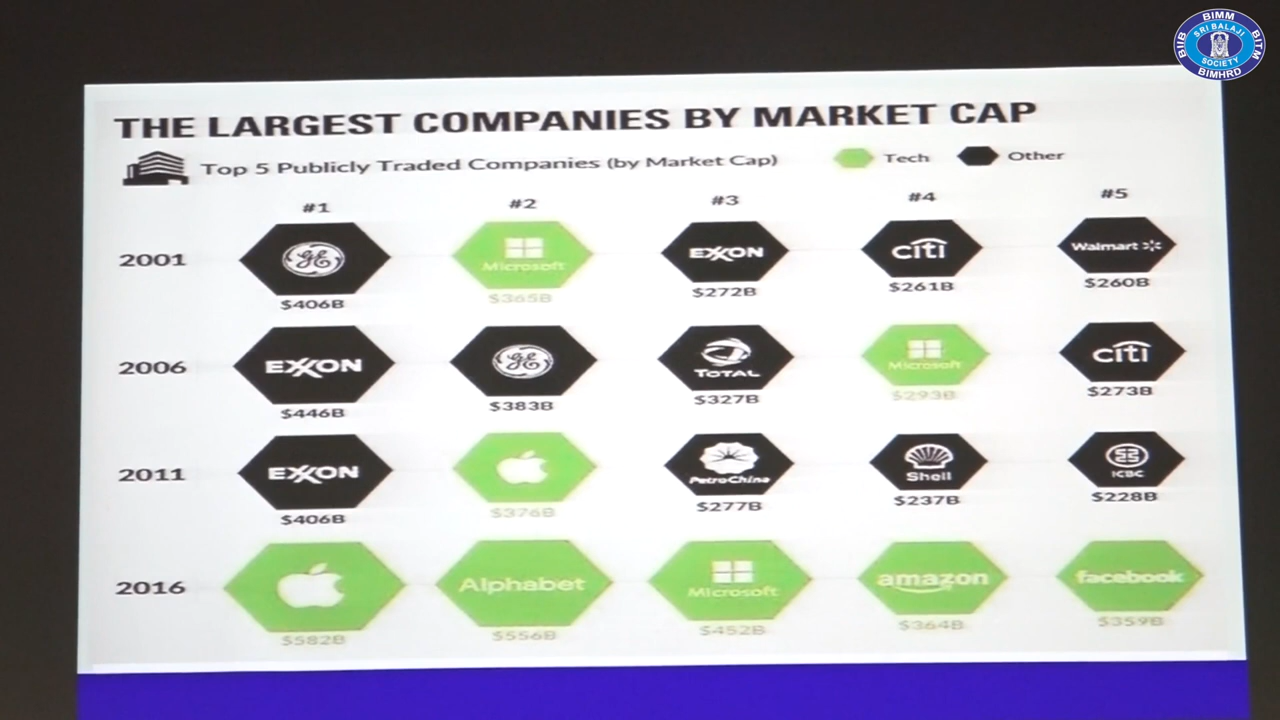 BIMM
BIIB
SRI BALAJI
SOCIETY
BITM
BIMHRD
THE LARGEST COMPANIES BY MARKET CAP
Top 5 Publicly Traded Companies (by Market Cap)
Tech
Other
#1 #2 #3 #4 #5
2001
GE Microsoft EXXON citi Walmart
$406B $365B $272B $261B $260B
2006
EXXON GE TOTAL Microsoft citi
$446B $383B $327B $293B $273B
2011
EXXON PetroChina Shell ICBC
$406B $376B $277B $237B $228B
2016
Alphabet Microsoft amazon facebook
$582B $556B $452B $364B $359B